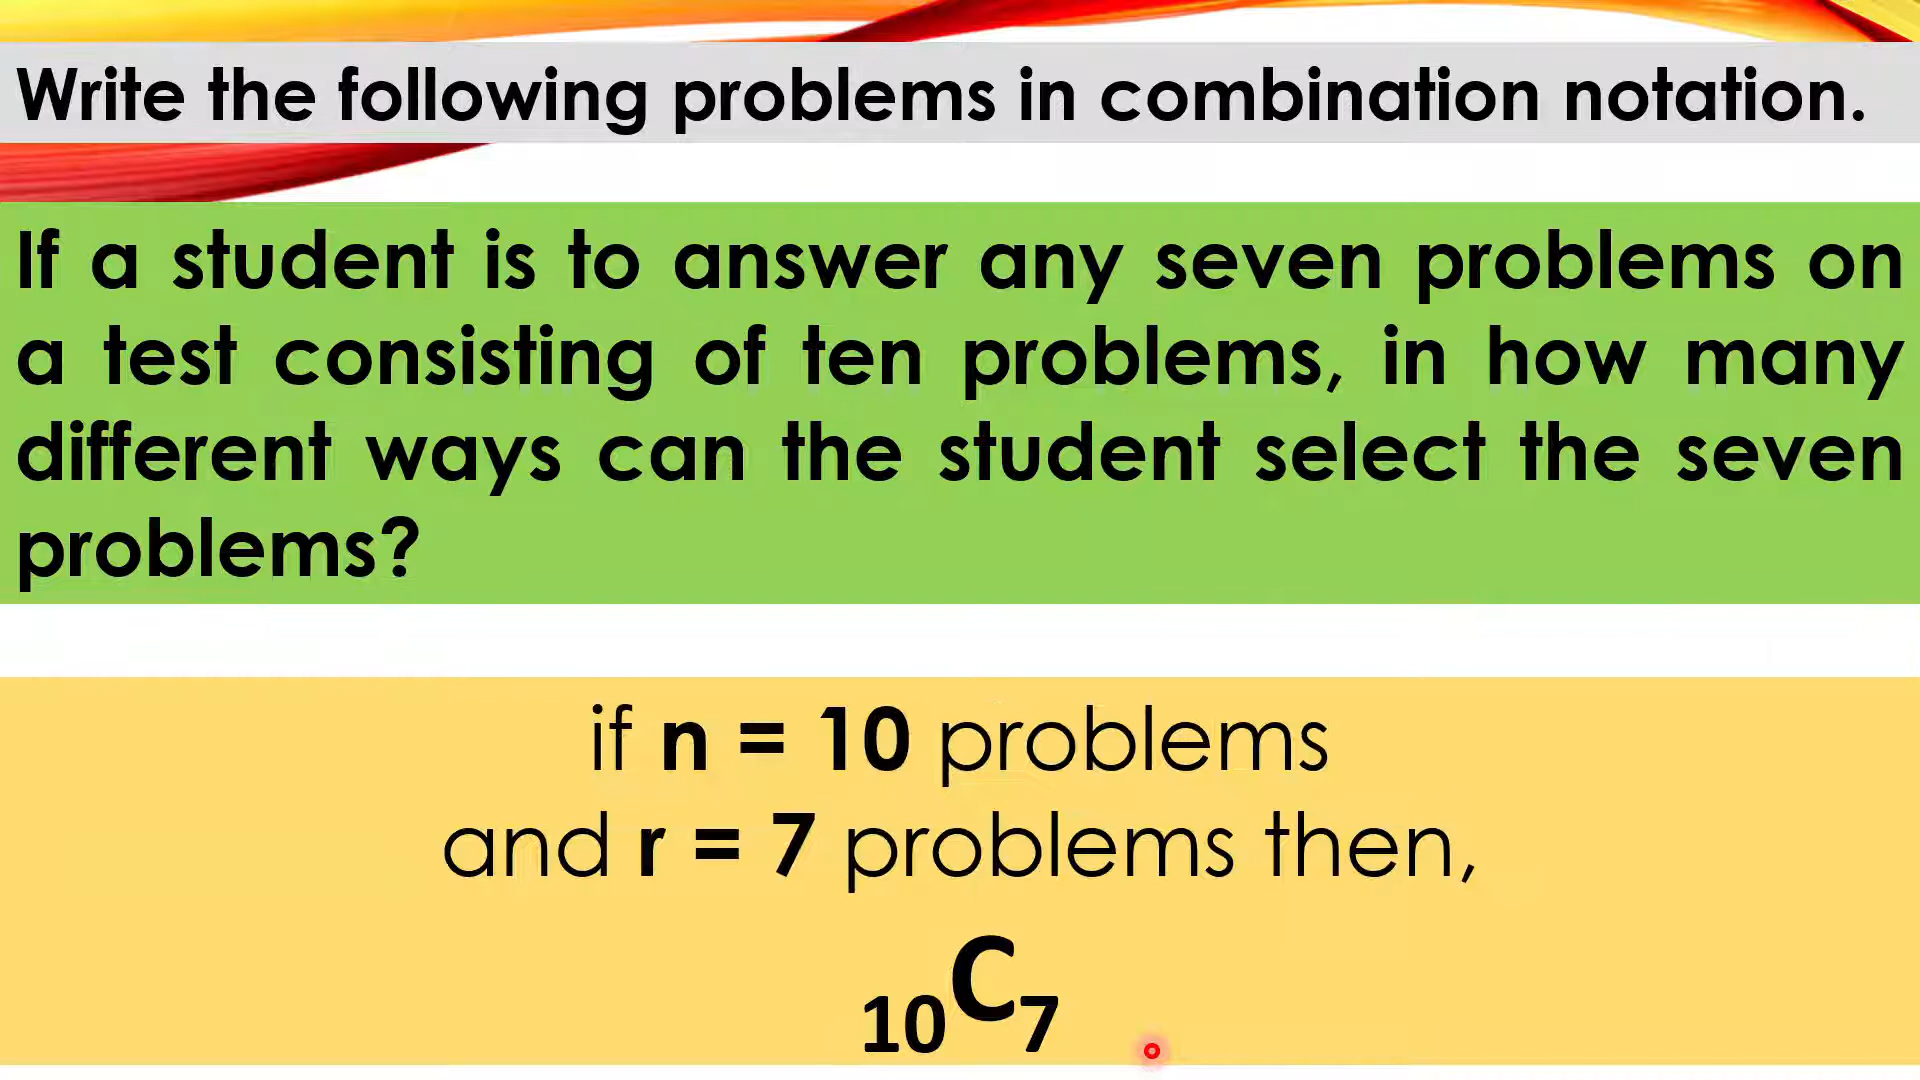 Write the following problems in combination notation.
If a student is to answer any seven problems on
a test consisting of ten problems, in how many
different ways can the student select the seven
problems?
if n = 10 problems
and r = 7 problems then,
₁₀C₇